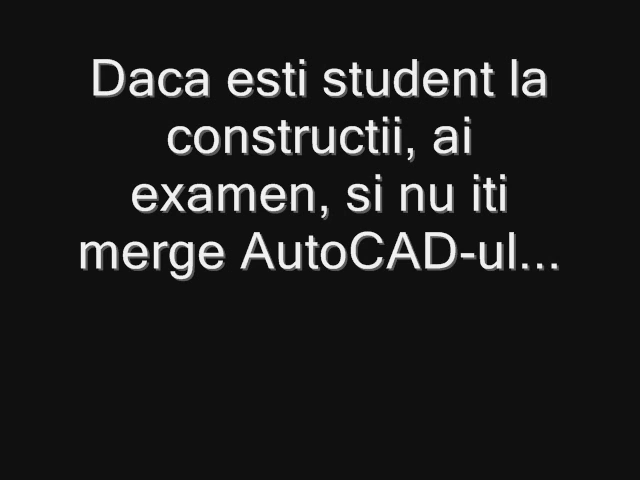 Daca esti student la
constructii, ai
examen, si nu iti
merge AutoCAD-ul...